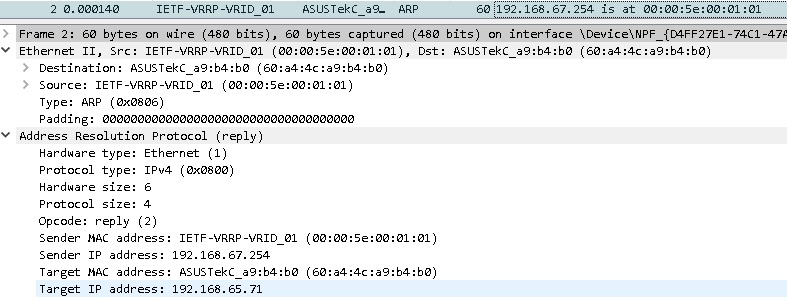 2 0.000140 IETF-VRRP-VRID_01 ASUSTekC_a9… ARP 60 192.168.67.254 is at 00:00:5e:00:01:01
Frame 2: 60 bytes on wire (480 bits), 60 bytes captured (480 bits) on interface \Device\NPF_{D4FF27E1-74C1-47A
Ethernet II, Src: IETF-VRRP-VRID_01 (00:00:5e:00:01:01), Dst: ASUSTekC_a9:b4:b0 (60:a4:4c:a9:b4:b0)
Destination: ASUSTekC_a9:b4:b0 (60:a4:4c:a9:b4:b0)
Source: IETF-VRRP-VRID_01 (00:00:5e:00:01:01)
Type: ARP (0x0806)
Padding: 000000000000000000000000000000000000
Address Resolution Protocol (reply)
Hardware type: Ethernet (1)
Protocol type: IPv4 (0x0800)
Hardware size: 6
Protocol size: 4
Opcode: reply (2)
Sender MAC address: IETF-VRRP-VRID_01 (00:00:5e:00:01:01)
Sender IP address: 192.168.67.254
Target MAC address: ASUSTekC_a9:b4:b0 (60:a4:4c:a9:b4:b0)
Target IP address: 192.168.65.71